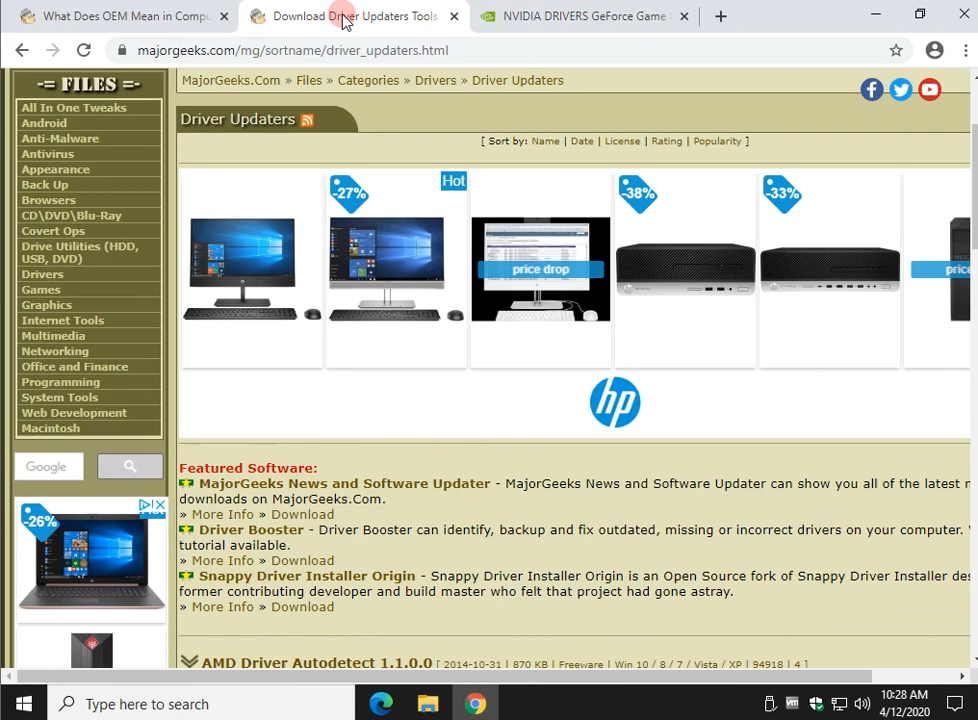 What Does OEM Mean in Compu
Download Driver Updaters Tools
NVIDIA DRIVERS GeForce Game
majorgeeks.com/mg/sortname/driver_updaters.html
-= FILES =-
All In One Tweaks
Android
Anti-Malware
Antivirus
Appearance
Back Up
Browsers
CD\DVD\Blu-Ray
Covert Ops
Drive Utilities (HDD,
USB, DVD)
Drivers
Games
Graphics
Internet Tools
Multimedia
Networking
Office and Finance
Programming
System Tools
Web Development
Macintosh
Google
-26%
MajorGeeks.Com » Files » Categories » Drivers » Driver Updaters
Driver Updaters
[ Sort by: Name | Date | License | Rating | Popularity ]
-27%
Hot
-38%
-33%
price drop
price
hp
Featured Software:
MajorGeeks News and Software Updater - MajorGeeks News and Software Updater can show you all of the latest
downloads on MajorGeeks.Com.
» More Info » Download
Driver Booster - Driver Booster can identify, backup and fix outdated, missing or incorrect drivers on your computer.
tutorial available.
» More Info » Download
Snappy Driver Installer Origin - Snappy Driver Installer Origin is an Open Source fork of Snappy Driver Installer des
former contributing developer and build master who felt that project had gone astray.
» More Info » Download
AMD Driver Autodetect 1.1.0.0 [ 2014-10-31 | 870 KB | Freeware | Win 10 / 8 / 7 / Vista / XP | 94918 | 4 ]
Type here to search
vm
10:28 AM
4/12/2020